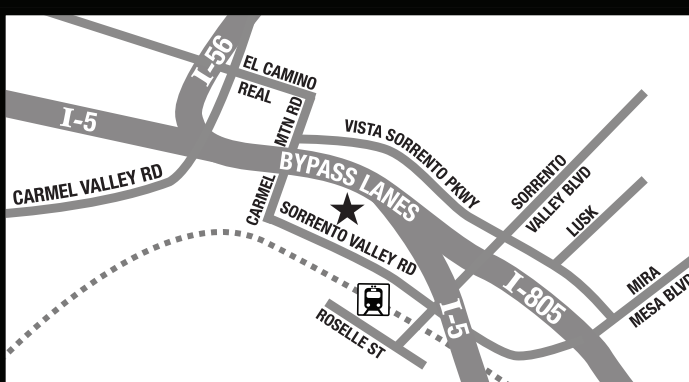 I-56
EL CAMINO
REAL
I-5
MTN RD
VISTA SORRENTO PKWY
BYPASS LANES
CARMEL VALLEY RD
CARMEL
SORRENTO
VALLEY BLVD
LUSK
SORRENTO VALLEY RD
MIRA
MESA BLVD
I-805
I-5
ROSELLE ST